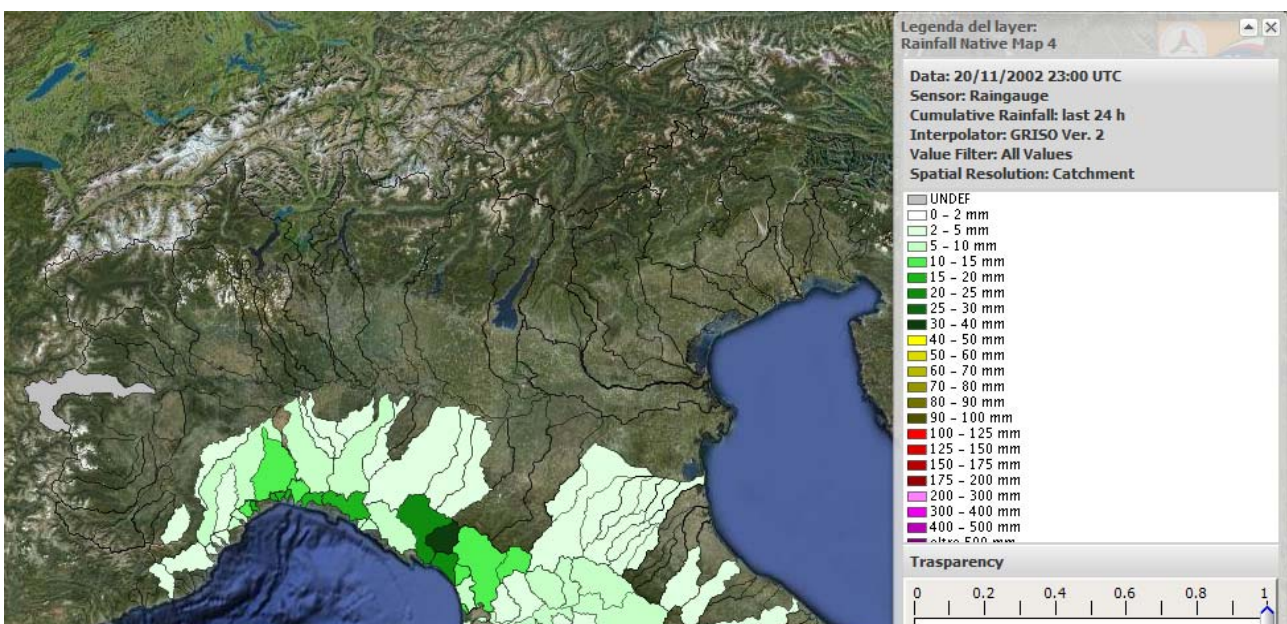 Legenda del layer:
Rainfall Native Map 4
Data: 20/11/2002 23:00 UTC
Sensor: Raingauge
Cumulative Rainfall: last 24 h
Interpolator: GRISO Ver. 2
Value Filter: All Values
Spatial Resolution: Catchment
UNDEF
0 - 2 mm
2 - 5 mm
5 - 10 mm
10 - 15 mm
15 - 20 mm
20 - 25 mm
25 - 30 mm
30 - 40 mm
40 - 50 mm
50 - 60 mm
60 - 70 mm
70 - 80 mm
80 - 90 mm
90 - 100 mm
100 - 125 mm
125 - 150 mm
150 - 175 mm
175 - 200 mm
200 - 300 mm
300 - 400 mm
400 - 500 mm
oltre 500 mm
Trasparency
0 0.2 0.4 0.6 0.8 1